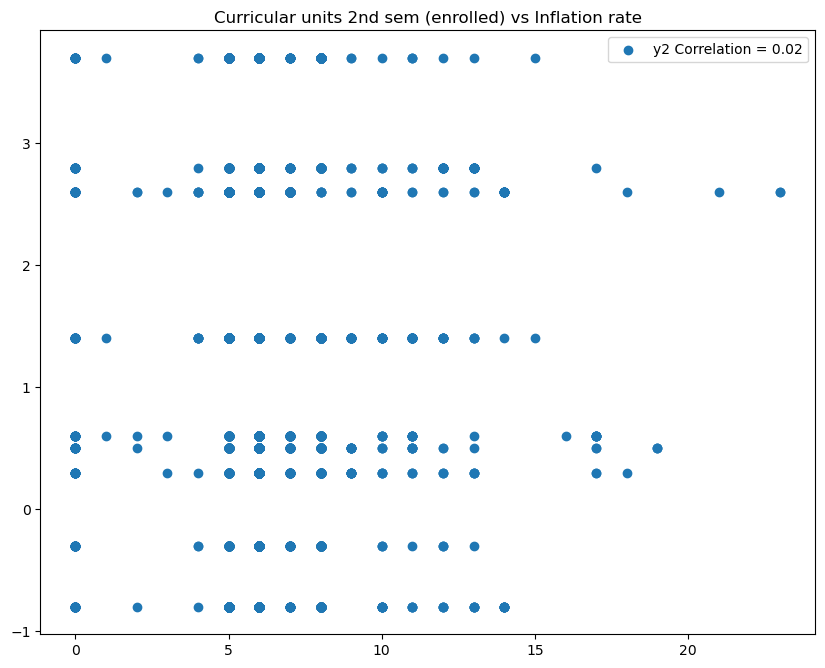 Curricular units 2nd sem (enrolled) vs Inflation rate
y2 Correlation = 0.02
3
2
1
0
−1
0 5 10 15 20